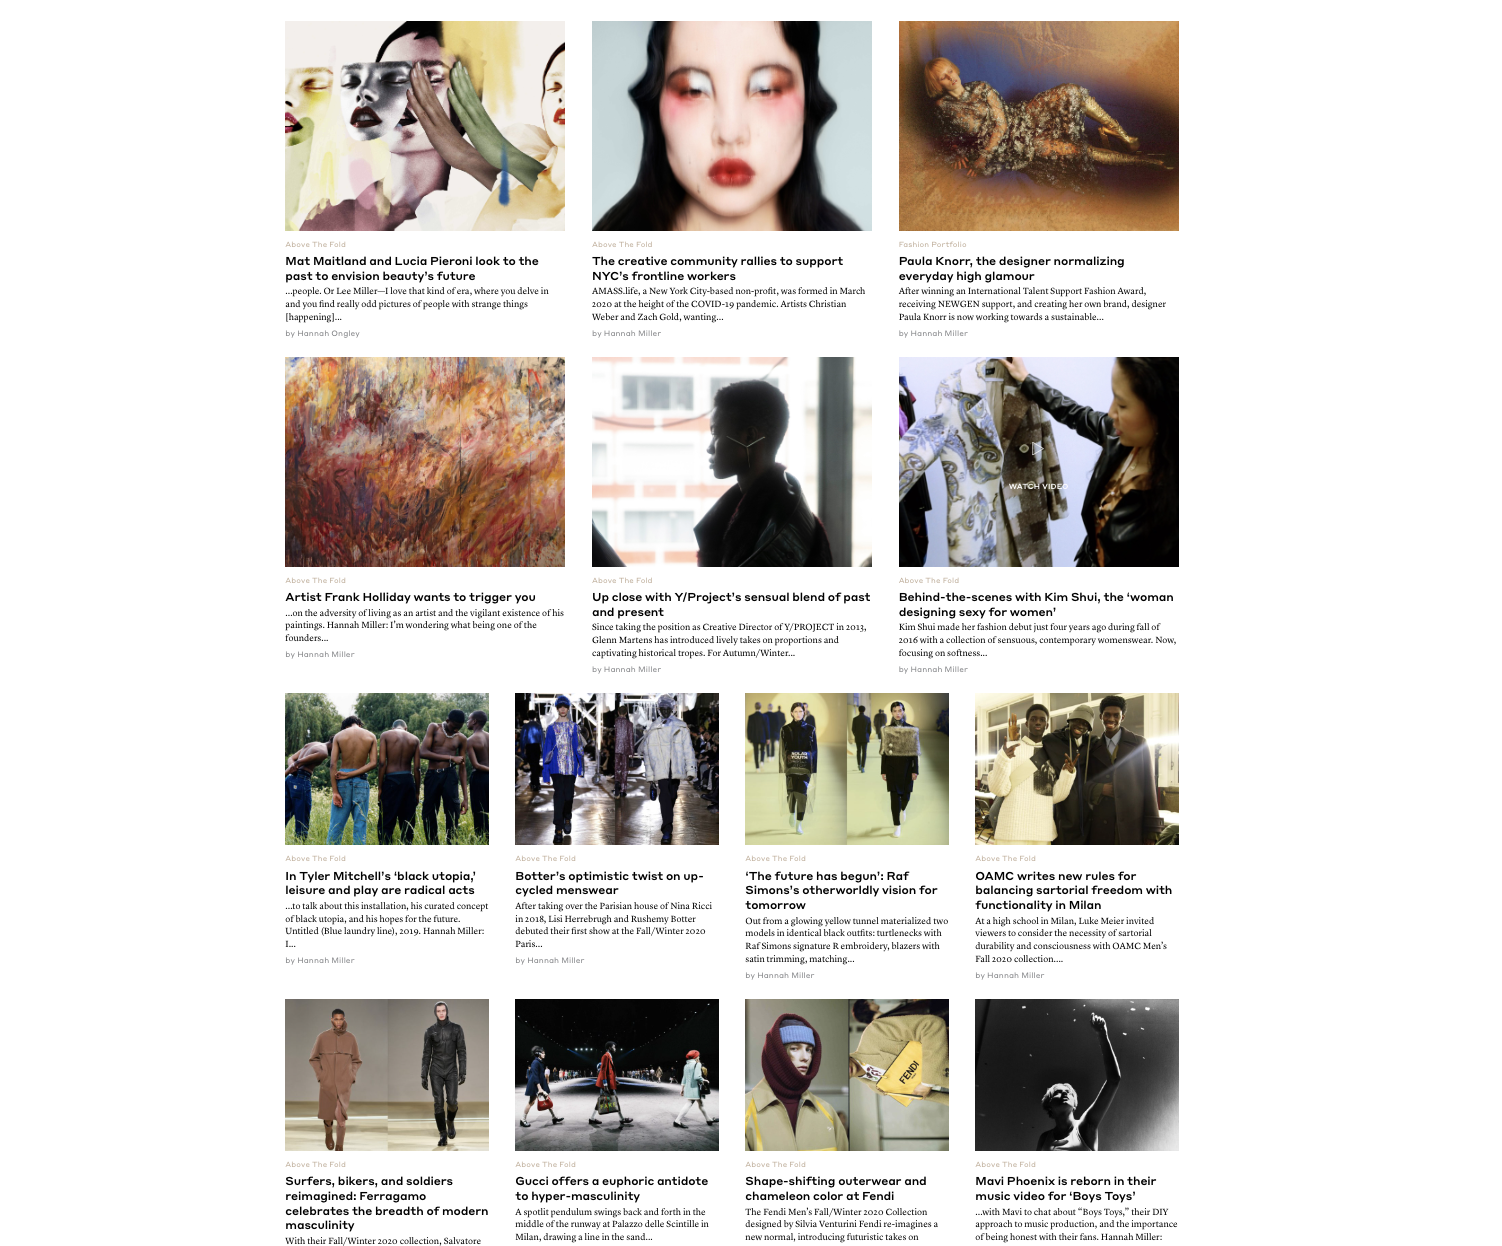 Above The Fold
Mat Maitland and Lucia Pieroni look to the
past to envision beauty's future
...people. Or Lee Miller—I love that kind of era, where you delve in
and you find really odd pictures of people with strange things
[happening]...
by Hannah Ongley
Above The Fold
The creative community rallies to support
NYC's frontline workers
AMASS.life, a New York City-based non-profit, was formed in March
2020 at the height of the COVID-19 pandemic. Artists Christian
Weber and Zach Gold, wanting...
by Hannah Miller
Fashion Portfolio
Paula Knorr, the designer normalizing
everyday high glamour
After winning an International Talent Support Fashion Award,
receiving NEWGEN support, and creating her own brand, designer
Paula Knorr is now working towards a sustainable...
by Hannah Miller
Above The Fold
Artist Frank Holliday wants to trigger you
...on the adversity of living as an artist and the vigilant existence of his
paintings. Hannah Miller: I'm wondering what being one of the
founders...
by Hannah Miller
Above The Fold
Up close with Y/Project's sensual blend of past
and present
Since taking the position as Creative Director of Y/PROJECT in 2013,
Glenn Martens has introduced lively takes on proportions and
captivating historical tropes. For Autumn/Winter...
by Hannah Miller
WATCH VIDEO
Above The Fold
Behind-the-scenes with Kim Shui, the 'woman
designing sexy for women'
Kim Shui made her fashion debut just four years ago during fall of
2016 with a collection of sensuous, contemporary womenswear. Now,
focusing on softness...
by Hannah Miller
Above The Fold
In Tyler Mitchell's 'black utopia,'
leisure and play are radical acts
...to talk about this installation, his curated concept
of black utopia, and his hopes for the future.
Untitled (Blue laundry line), 2019. Hannah Miller:
I...
by Hannah Miller
Above The Fold
Botter's optimistic twist on up-
cycled menswear
After taking over the Parisian house of Nina Ricci
in 2018, Lisi Herrebrugh and Rushemy Botter
debuted their first show at the Fall/Winter 2020
Paris...
by Hannah Miller
Above The Fold
'The future has begun': Raf
Simons's otherworldly vision for
tomorrow
Out from a glowing yellow tunnel materialized two
models in identical black outfits: turtlenecks with
Raf Simons signature R embroidery, blazers with
satin trimming, matching...
by Hannah Miller
Above The Fold
OAMC writes new rules for
balancing sartorial freedom with
functionality in Milan
At a high school in Milan, Luke Meier invited
viewers to consider the necessity of sartorial
durability and consciousness with OAMC Men's
Fall 2020 collection....
by Hannah Miller
Above The Fold
Surfers, bikers, and soldiers
reimagined: Ferragamo
celebrates the breadth of modern
masculinity
With their Fall/Winter 2020 collection, Salvatore
Above The Fold
Gucci offers a euphoric antidote
to hyper-masculinity
A spotlit pendulum swings back and forth in the
middle of the runway at Palazzo delle Scintille in
Milan, drawing a line in the sand...
FENDI
Above The Fold
Shape-shifting outerwear and
chameleon color at Fendi
The Fendi Men's Fall/Winter 2020 Collection
designed by Silvia Venturini Fendi re-imagines a
new normal, introducing futuristic takes on
Above The Fold
Mavi Phoenix is reborn in their
music video for 'Boys Toys'
...with Mavi to chat about "Boys Toys," their DIY
approach to music production, and the importance
of being honest with their fans. Hannah Miller: